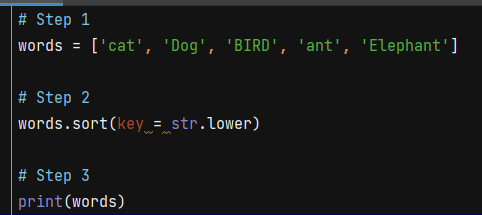 # Step 1
words = ['cat', 'Dog', 'BIRD', 'ant', 'Elephant']
# Step 2
words.sort(key = str.lower)
# Step 3
print(words)